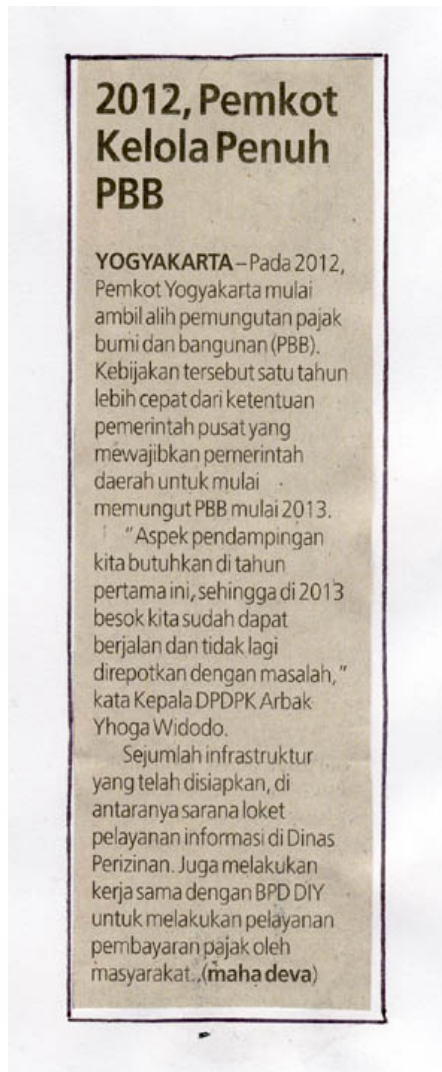 2012, Pemkot
Kelola Penuh
PBB
YOGYAKARTA – Pada 2012,
Pemkot Yogyakarta mulai
ambil alih pemungutan pajak
bumi dan bangunan (PBB).
Kebijakan tersebut satu tahun
lebih cepat dari ketentuan
pemerintah pusat yang
mewajibkan pemerintah
daerah untuk mulai
memungut PBB mulai 2013.
"Aspek pendampingan
kita butuhkan di tahun
pertama ini, sehingga di 2013
besok kita sudah dapat
berjalan dan tidak lagi
direpotkan dengan masalah,"
kata Kepala DPDPK Arbak
Yhoga Widodo.
Sejumlah infrastruktur
yang telah disiapkan, di
antaranya sarana loket
pelayanan informasi di Dinas
Perizinan. Juga melakukan
kerja sama dengan BPD DIY
untuk melakukan pelayanan
pembayaran pajak oleh
masyarakat. (maha deva)